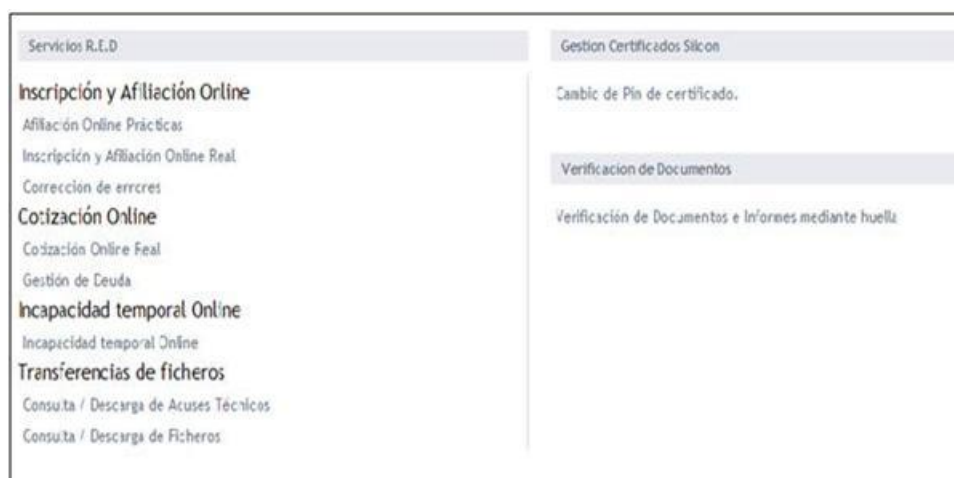 Servicios R.E.D
Inscripción y Afiliación Online
Afiliación Online Prácticas
Inscripción y Afiliación Online Real
Corrección de errores
Cotización Online
Cotización Online Real
Gestión de Deuda
Incapacidad temporal Online
Incapacidad temporal Online
Transferencias de ficheros
Consulta / Descarga de Acuses Técnicos
Consulta / Descarga de Ficheros
Gestion Certificados Silcon
Cambio de Pin de certificado.
Verificacion de Documentos
Verificación de Documentos e Informes mediante huella